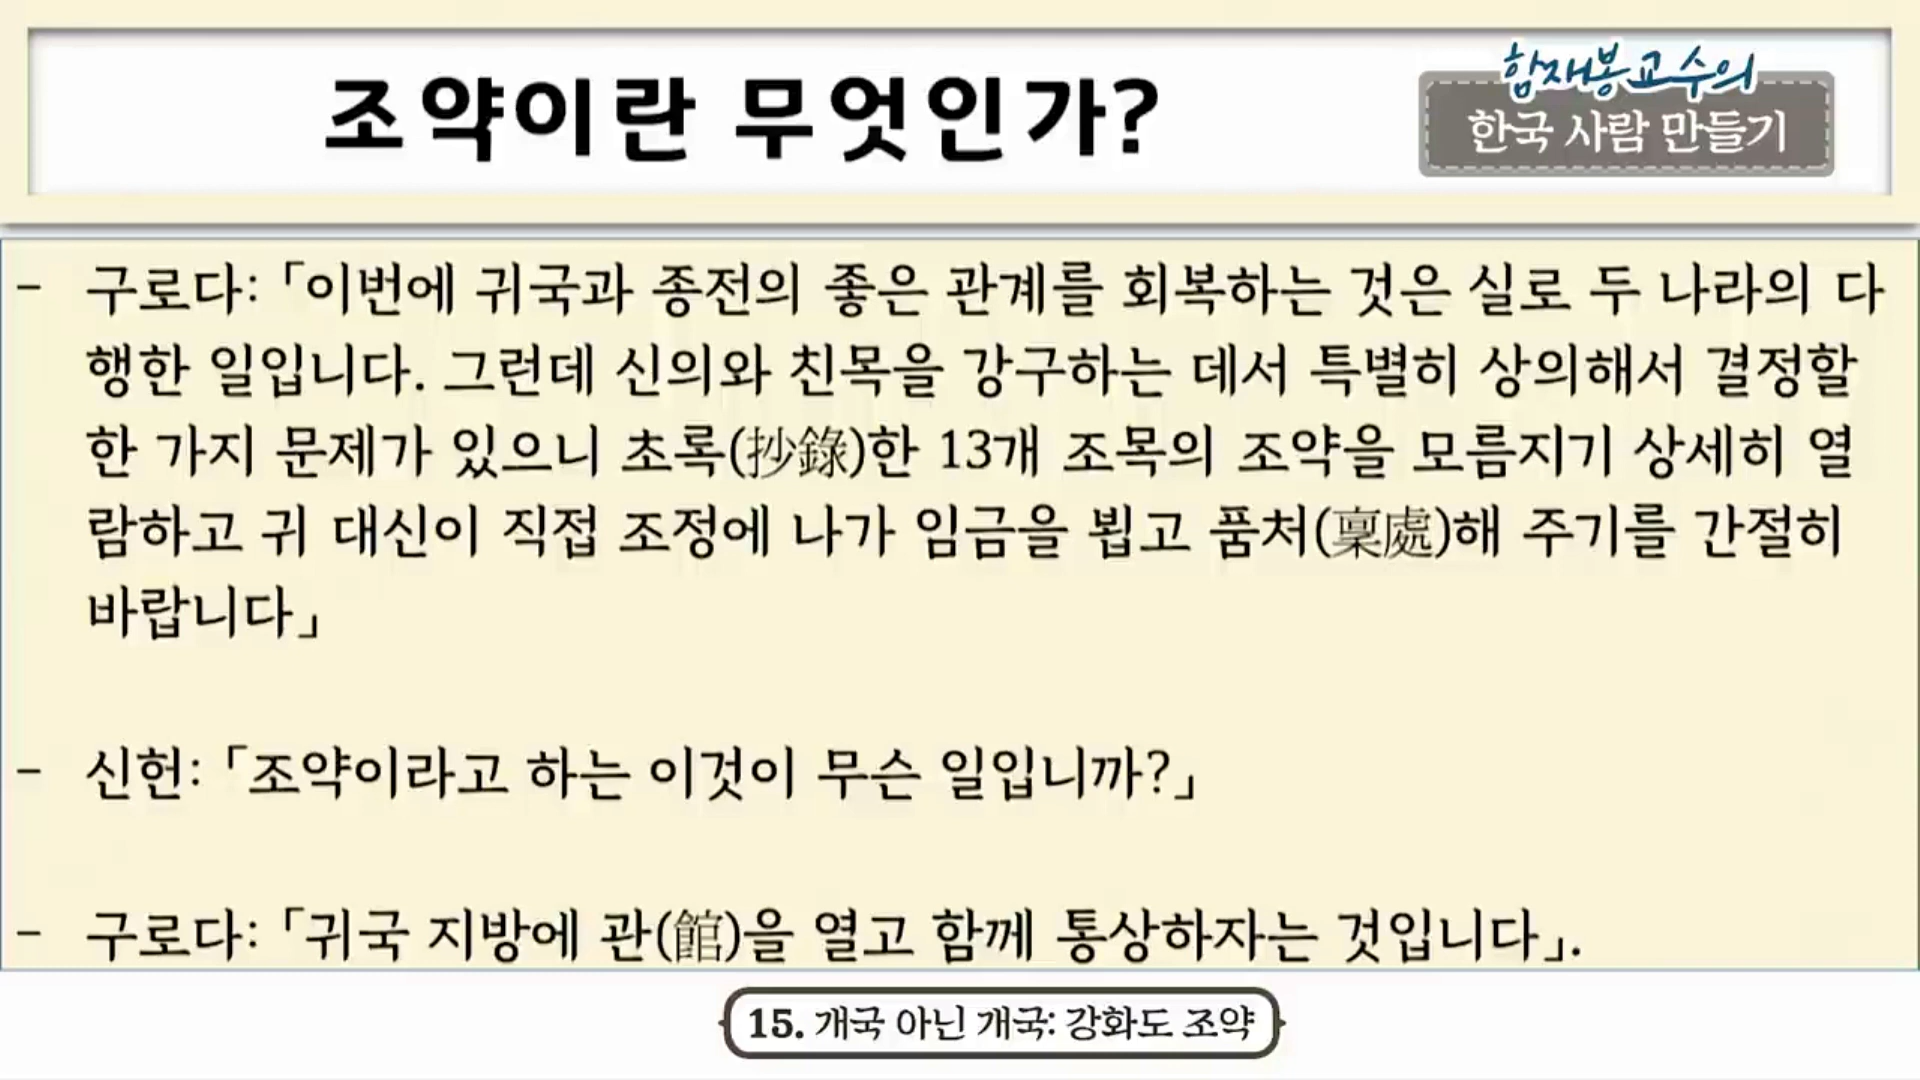 조약이란 무엇인가?
함재봉교수의
한국 사람 만들기
- 구로다:「이번에 귀국과 종전의 좋은 관계를 회복하는 것은 실로 두 나라의 다
행한 일입니다. 그런데 신의와 친목을 강구하는 데서 특별히 상의해서 결정할
한 가지 문제가 있으니 초록(抄錄)한 13개 조목의 조약을 모름지기 상세히 열
람하고 귀 대신이 직접 조정에 나가 임금을 뵙고 품처(稟處)해 주기를 간절히
바랍니다」
- 신헌:「조약이라고 하는 이것이 무슨 일입니까?」
- 구로다:「귀국 지방에 관(館)을 열고 함께 통상하자는 것입니다」.
15. 개국 아닌 개국: 강화도 조약